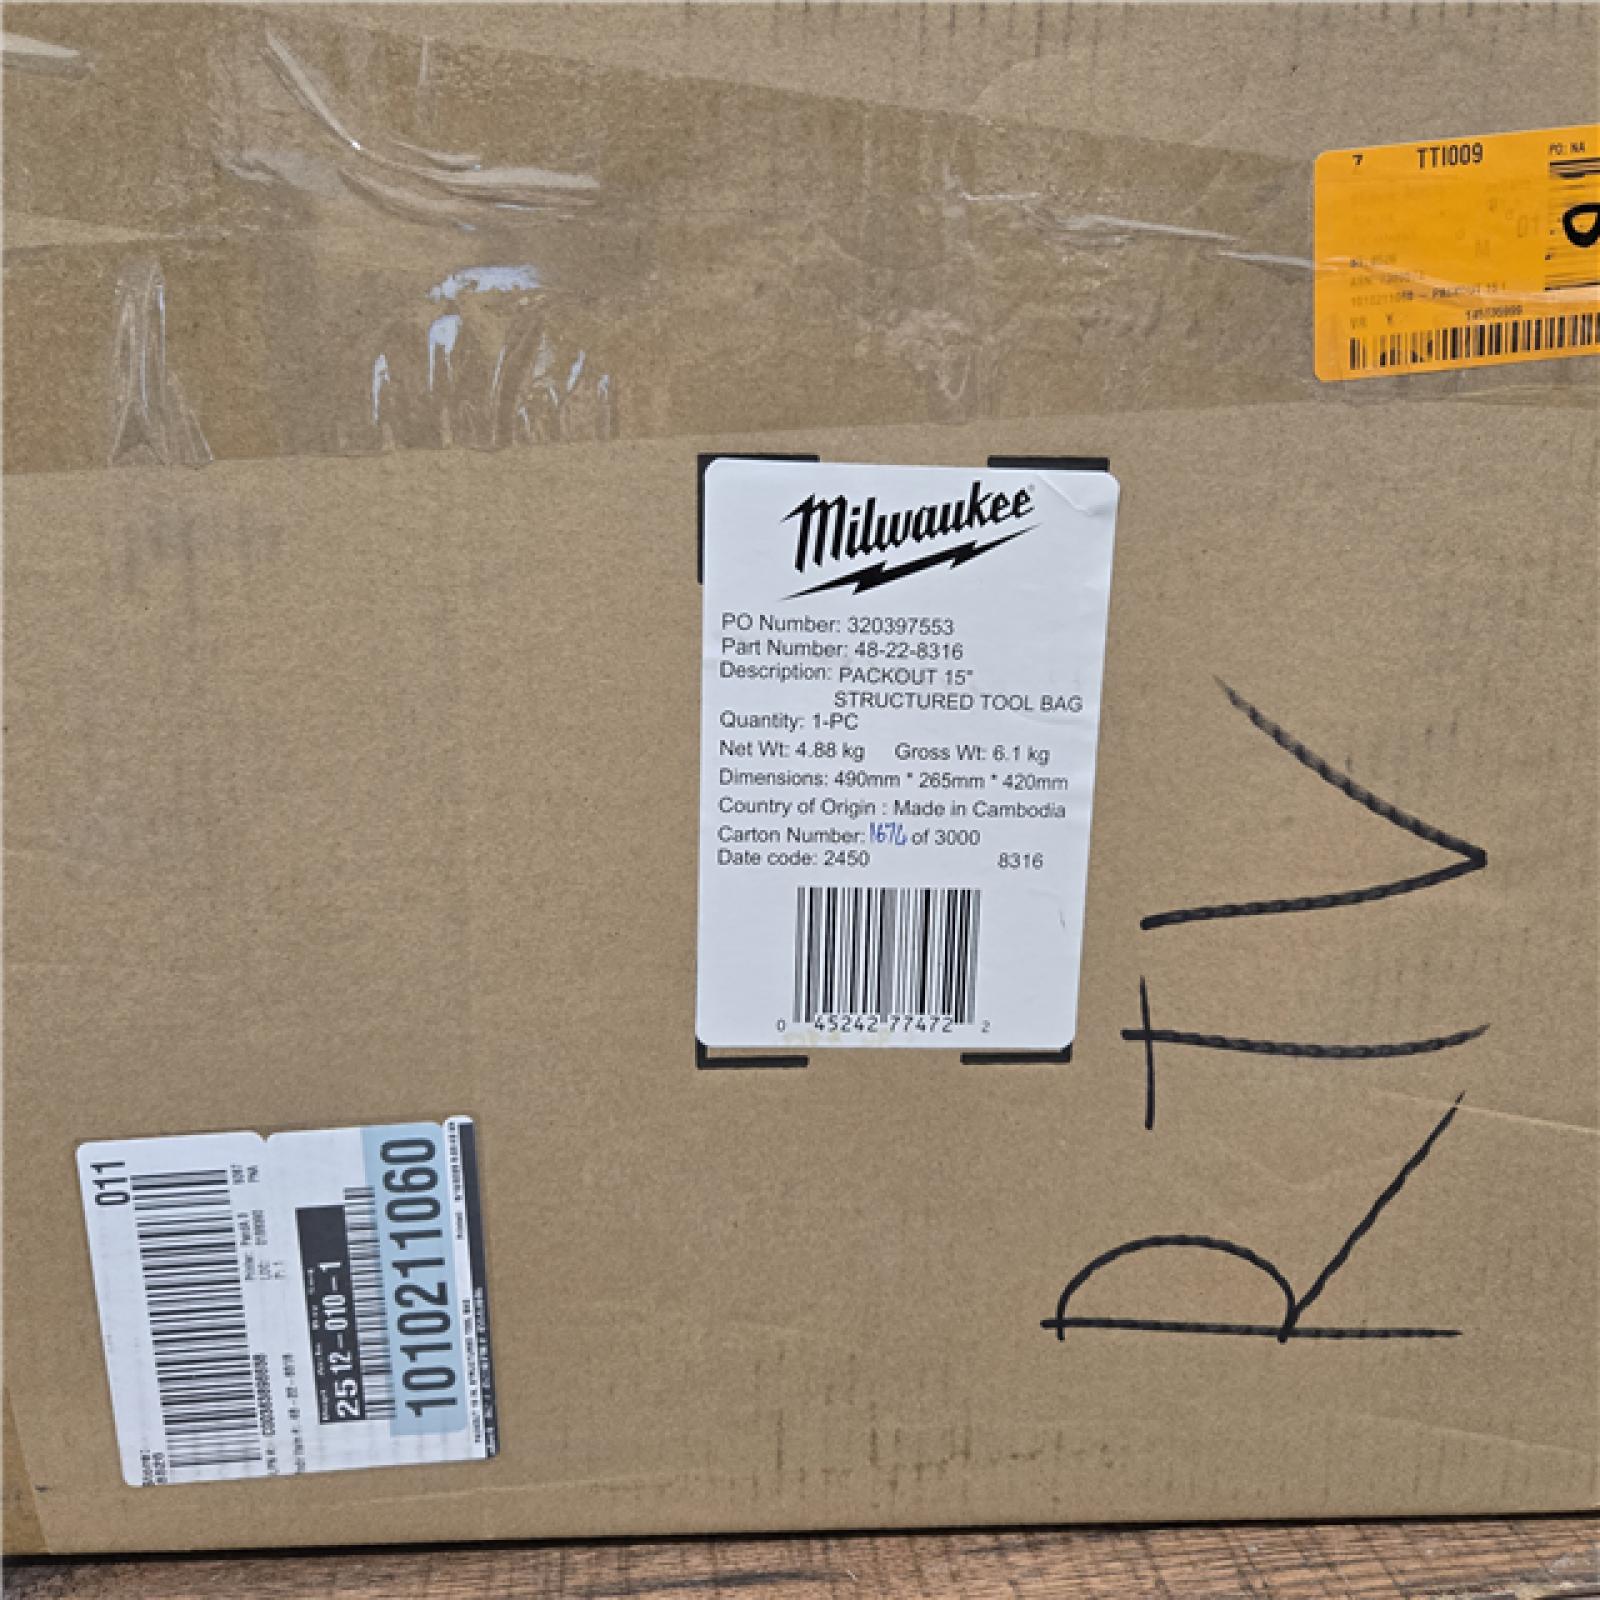 7 TTI009 PO: NA
Milwaukee
PO Number: 320397553
Part Number: 48-22-8316
Description: PACKOUT 15"
STRUCTURED TOOL BAG
Quantity: 1-PC
Net Wt: 4.88 kg Gross Wt: 6.1 kg
Dimensions: 490mm * 265mm * 420mm
Country of Origin : Made in Cambodia
Carton Number: 1676 of 3000
Date code: 2450 8316
0 45242 77472 2
RTV
011
2512-010-1
1010211060